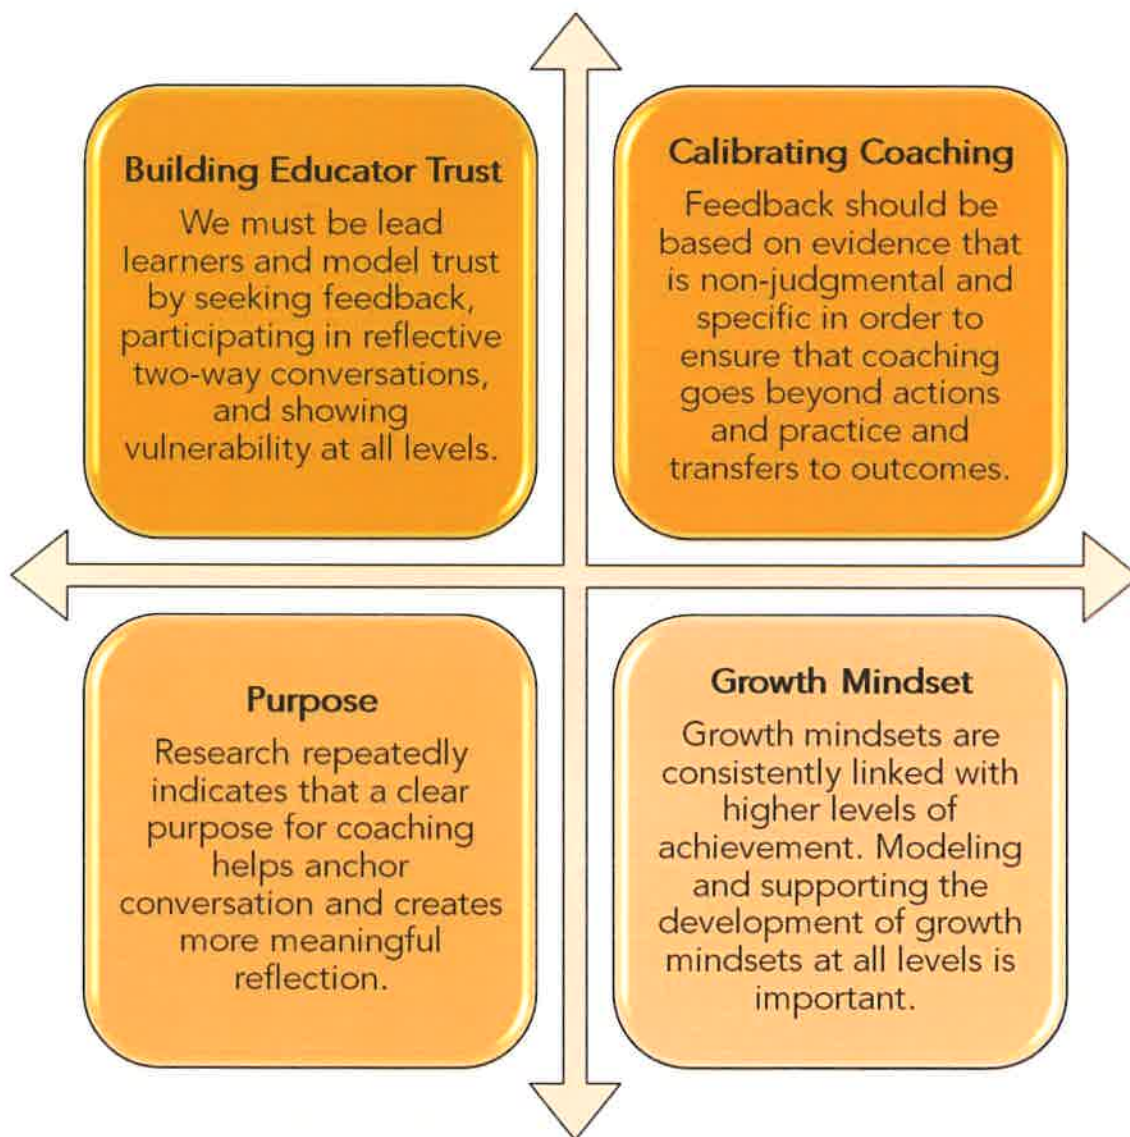 Building Educator Trust
We must be lead
learners and model trust
by seeking feedback,
participating in reflective
two-way conversations,
and showing
vulnerability at all levels.
Calibrating Coaching
Feedback should be
based on evidence that
is non-judgmental and
specific in order to
ensure that coaching
goes beyond actions
and practice and
transfers to outcomes.
Purpose
Research repeatedly
indicates that a clear
purpose for coaching
helps anchor
conversation and creates
more meaningful
reflection.
Growth Mindset
Growth mindsets are
consistently linked with
higher levels of
achievement. Modeling
and supporting the
development of growth
mindsets at all levels is
important.